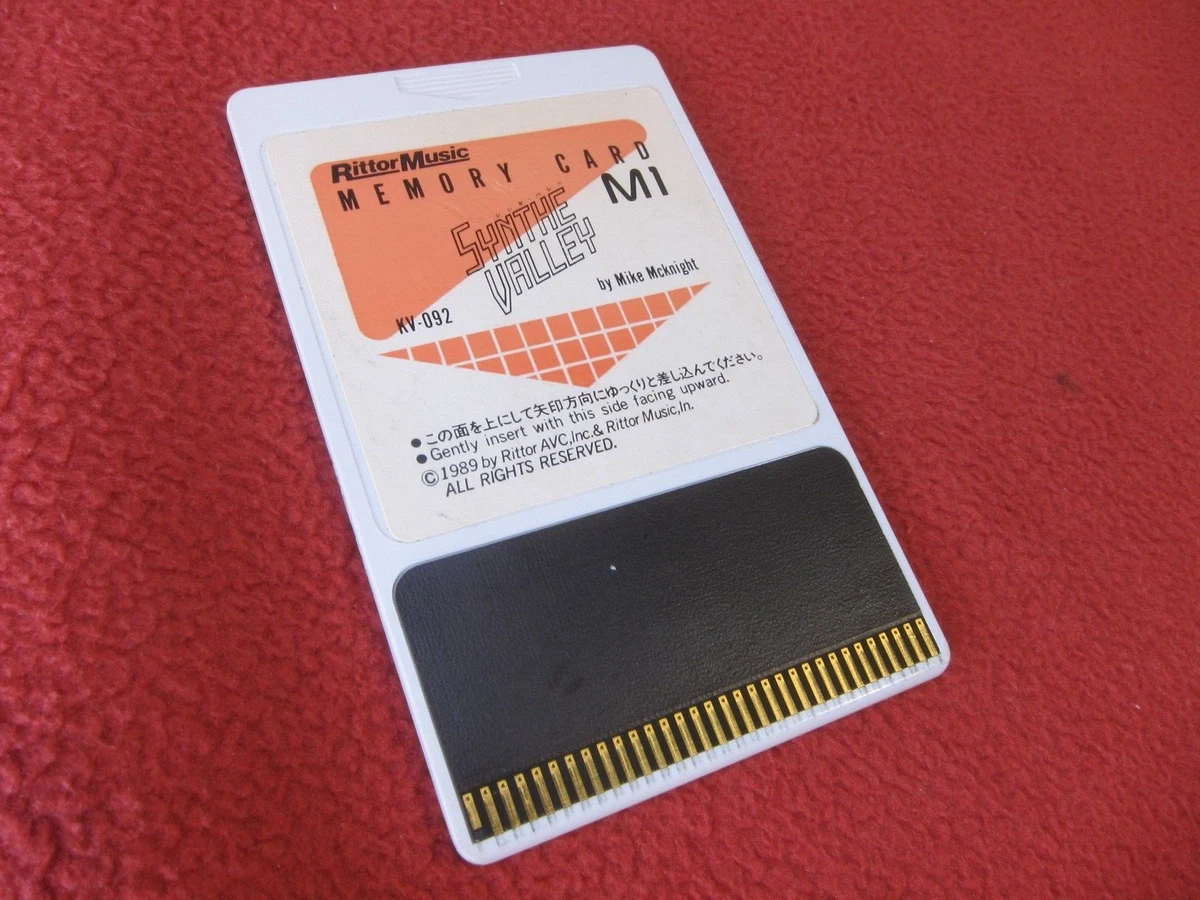 RittorMusic
MEMORY CARD
M1
SYNTHE
VALLEY
by Mike Mcknight
KV-092
●この面を上にして矢印方向にゆっくりと差し込んでください。
●Gently insert with this side facing upward.
©1989 by Rittor AVC,Inc.& Rittor Music,In.
ALL RIGHTS RESERVED.